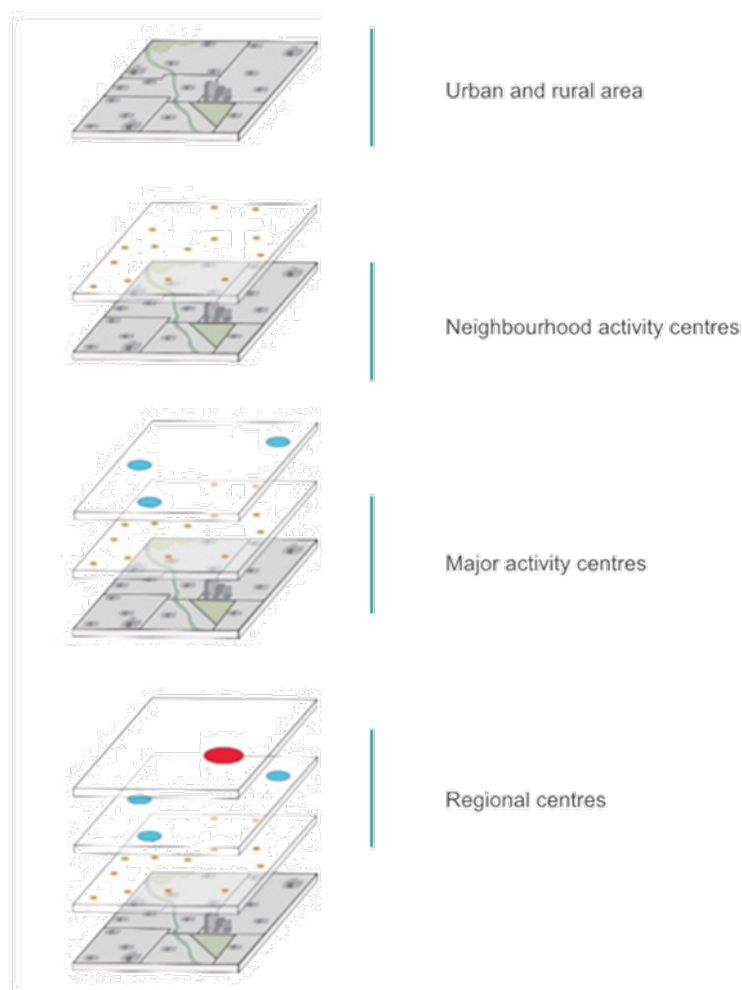 Urban and rural area
Neighbourhood activity centres
Major activity centres
Regional centres